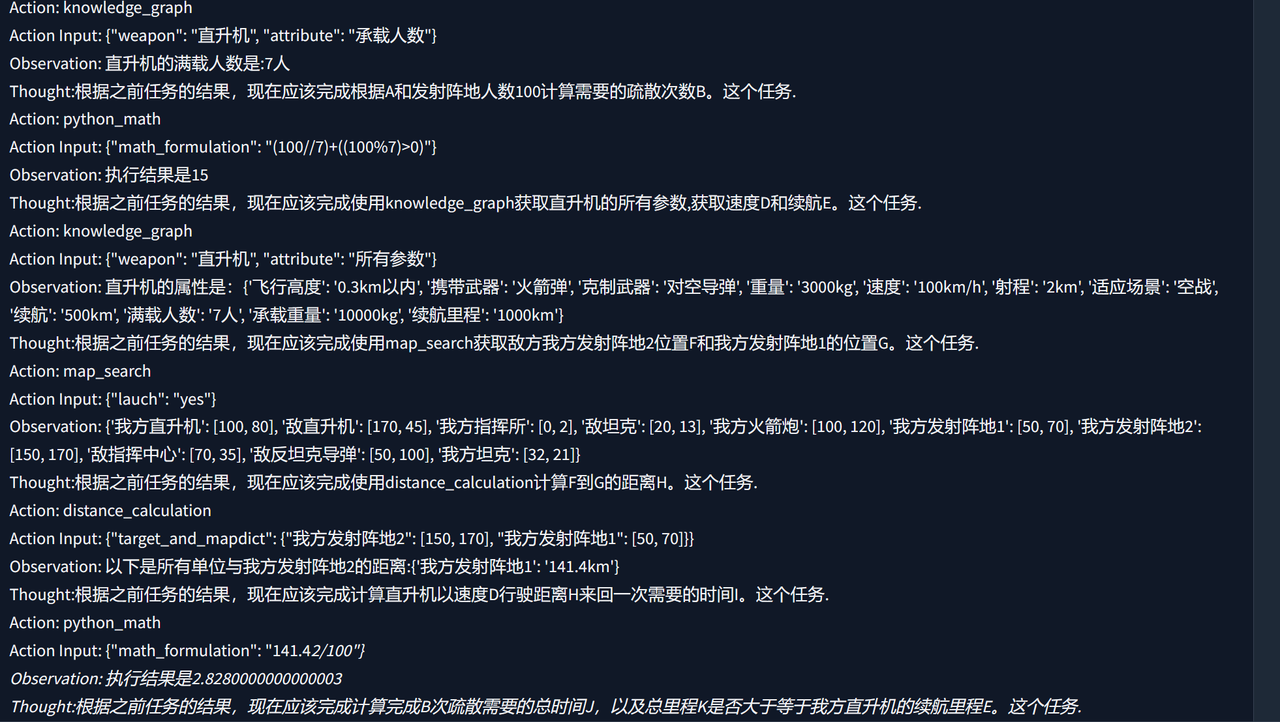 Action: knowledge_graph
Action Input: {"weapon": "直升机", "attribute": "承载人数"}
Observation: 直升机的满载人数是:7人
Thought:根据之前任务的结果，现在应该完成根据A和发射阵地人数100计算需要的疏散次数B。这个任务.
Action: python_math
Action Input: {"math_formulation": "(100//7)+((100%7)>0)"}
Observation: 执行结果是15
Thought:根据之前任务的结果，现在应该完成使用knowledge_graph获取直升机的所有参数,获取速度D和续航E。这个任务.
Action: knowledge_graph
Action Input: {"weapon": "直升机", "attribute": "所有参数"}
Observation: 直升机的属性是：{'飞行高度': '0.3km以内', '携带武器': '火箭弹', '克制武器': '对空导弹', '重量': '3000kg', '速度': '100km/h', '射程': '2km', '适应场景': '空战',
'续航': '500km', '满载人数': '7人', '承载重量': '10000kg', '续航里程': '1000km'}
Thought:根据之前任务的结果，现在应该完成使用map_search获取敌方我方发射阵地2位置F和我方发射阵地1的位置G。这个任务.
Action: map_search
Action Input: {"lauch": "yes"}
Observation: {'我方直升机': [100, 80], '敌直升机': [170, 45], '我方指挥所': [0, 2], '敌坦克': [20, 13], '我方火箭炮': [100, 120], '我方发射阵地1': [50, 70], '我方发射阵地2':
[150, 170], '敌指挥中心': [70, 35], '敌反坦克导弹': [50, 100], '我方坦克': [32, 21]}
Thought:根据之前任务的结果，现在应该完成使用distance_calculation计算F到G的距离H。这个任务.
Action: distance_calculation
Action Input: {"target_and_mapdict": {"我方发射阵地2": [150, 170], "我方发射阵地1": [50, 70]}}
Observation: 以下是所有单位与我方发射阵地2的距离:{'我方发射阵地1': '141.4km'}
Thought:根据之前任务的结果，现在应该完成计算直升机以速度D行驶距离H来回一次需要的时间I。这个任务.
Action: python_math
Action Input: {"math_formulation": "141.42/100"}
Observation: 执行结果是2.8280000000000003
Thought:根据之前任务的结果，现在应该完成计算完成B次疏散需要的总时间J，以及总里程K是否大于等于我方直升机的续航里程E。这个任务.